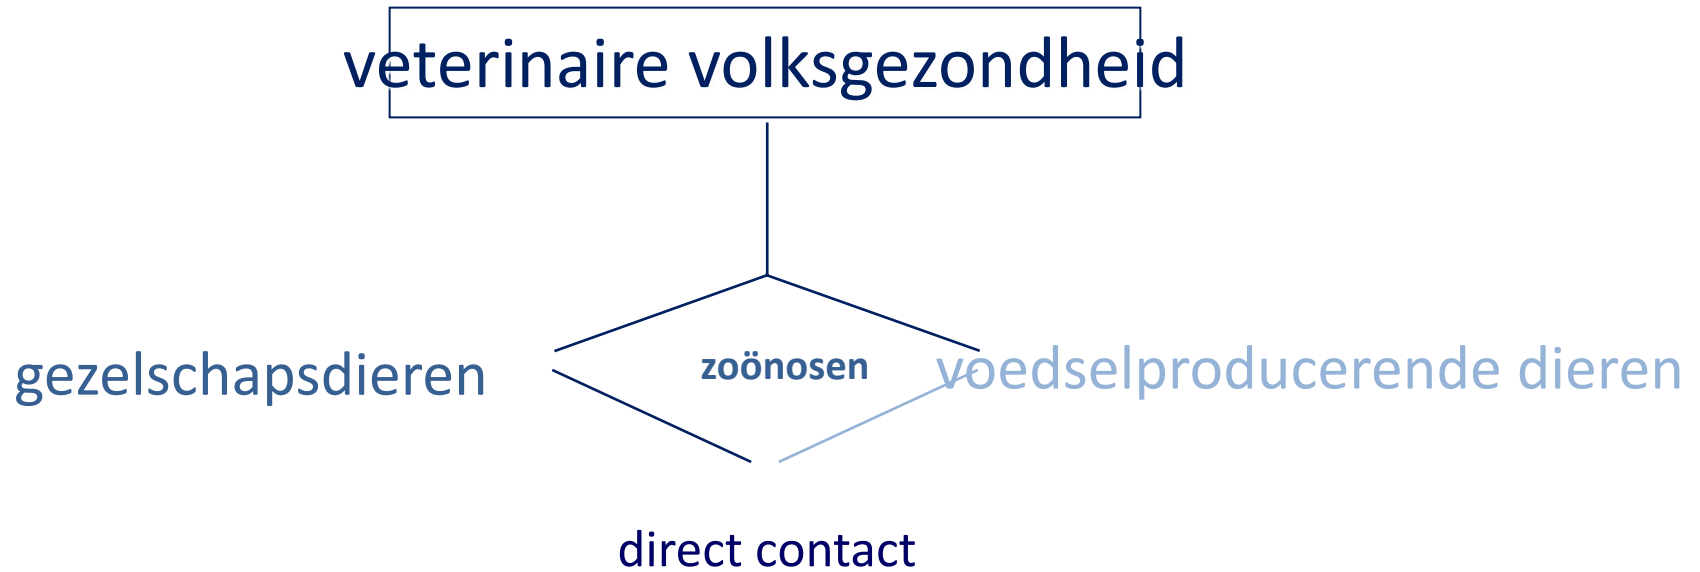 veterinaire volksgezondheid
gezelschapsdieren
zoönosen
voedselproducerende dieren
direct contact